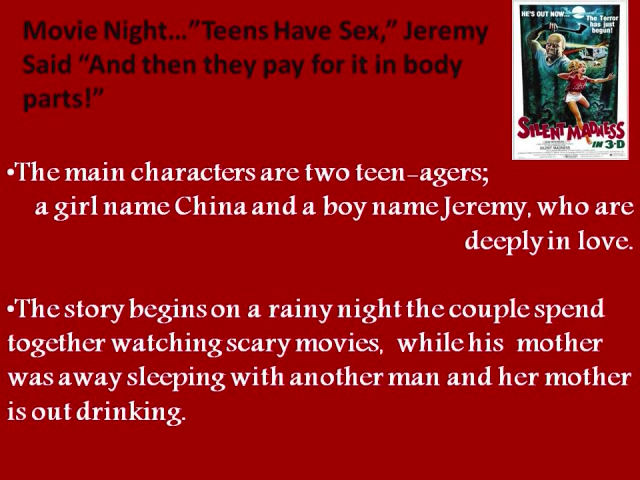 Movie Night…”Teens Have Sex,” Jeremy
Said “And then they pay for it in body
parts!”
HE'S OUT NOW...
The Terror
has just
begun!
SILENT MADNESS
IN 3-D
•The main characters are two teen-agers;
a girl name China and a boy name Jeremy, who are
deeply in love.
•The story begins on a rainy night the couple spend
together watching scary movies, while his mother
was away sleeping with another man and her mother
is out drinking.